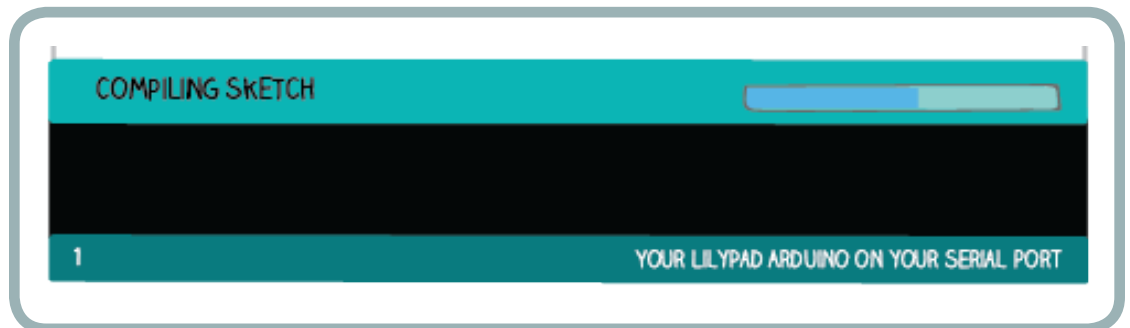 COMPILING SKETCH
1
YOUR LILYPAD ARDUINO ON YOUR SERIAL PORT